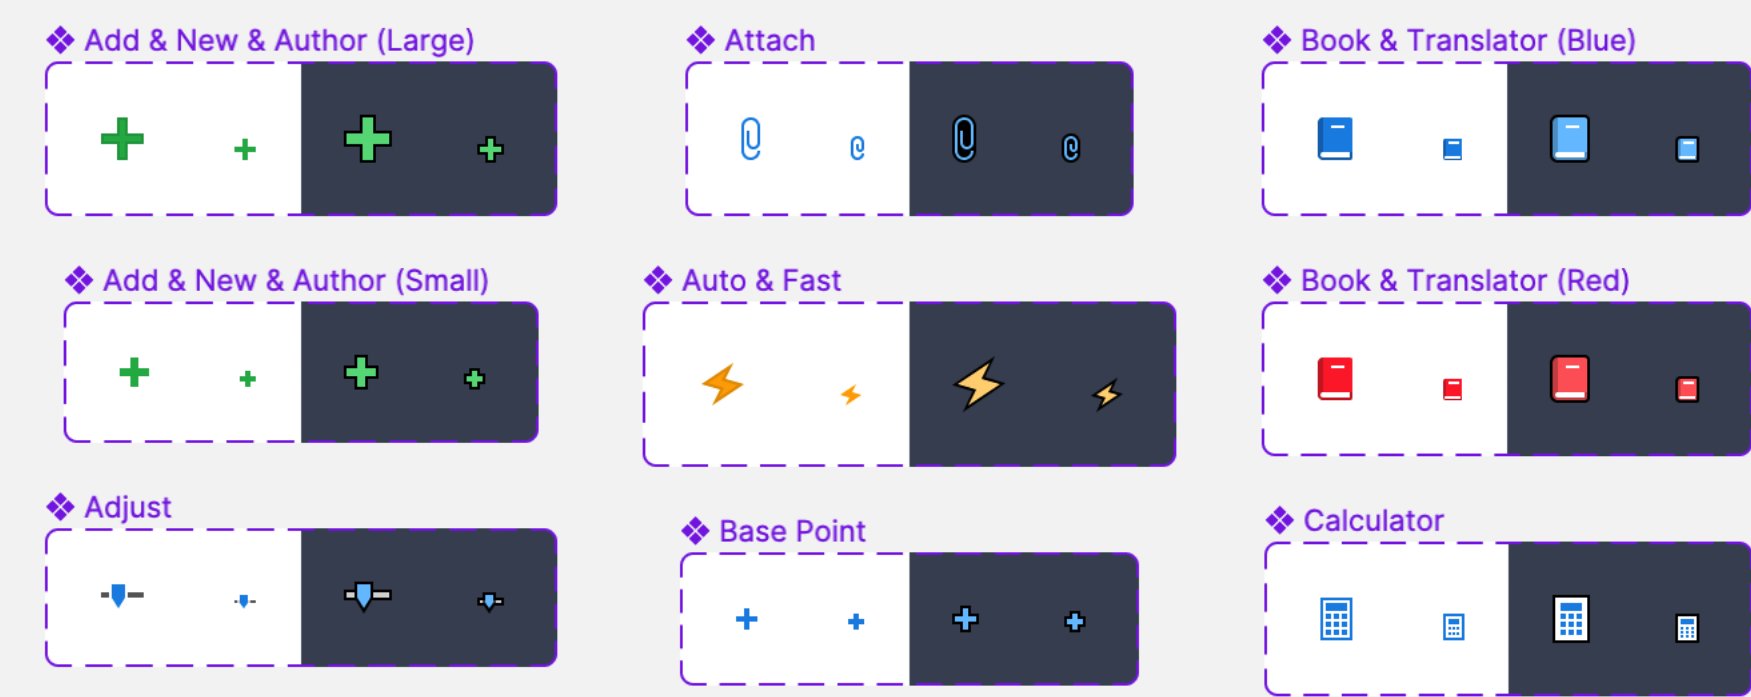 Add & New & Author (Large)
Attach
Book & Translator (Blue)
Add & New & Author (Small)
Auto & Fast
Book & Translator (Red)
Adjust
Base Point
Calculator